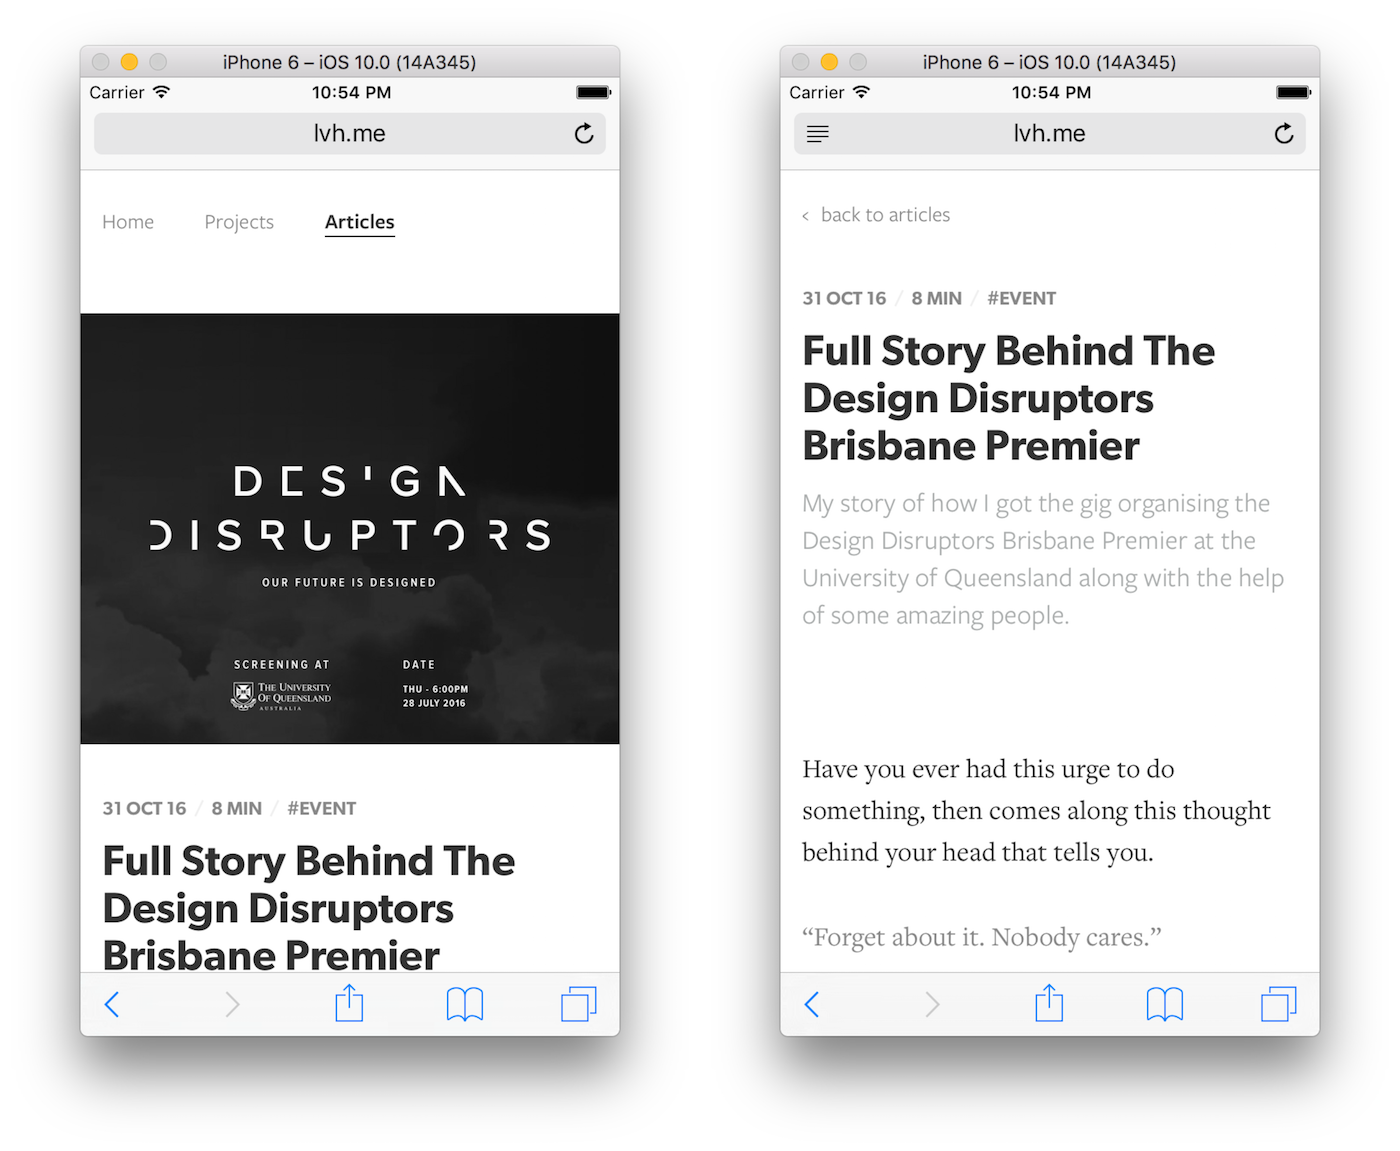 iPhone 6 – iOS 10.0 (14A345)
Carrier 10:54 PM
lvh.me
Home Projects Articles
DESIGN
DISRUPTORS
OUR FUTURE IS DESIGNED
SCREENING AT DATE
THE UNIVERSITY THU - 6:00PM
OF QUEENSLAND 28 JULY 2016
AUSTRALIA
31 OCT 16 / 8 MIN / #EVENT
Full Story Behind The
Design Disruptors
Brisbane Premier
iPhone 6 – iOS 10.0 (14A345)
Carrier 10:54 PM
lvh.me
‹ back to articles
31 OCT 16 / 8 MIN / #EVENT
Full Story Behind The
Design Disruptors
Brisbane Premier
My story of how I got the gig organising the
Design Disruptors Brisbane Premier at the
University of Queensland along with the help
of some amazing people.
Have you ever had this urge to do
something, then comes along this thought
behind your head that tells you.
“Forget about it. Nobody cares.”